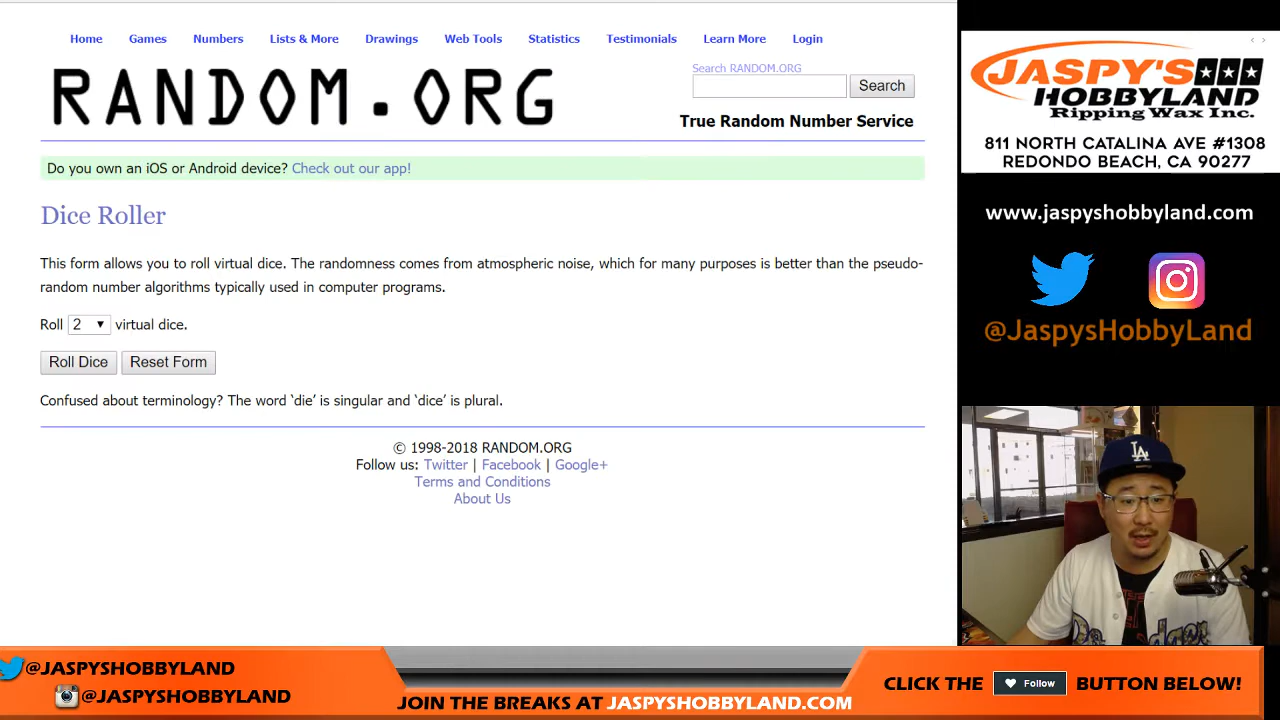 Home Games Numbers Lists & More Drawings Web Tools Statistics Testimonials Learn More Login
RANDOM.ORG
Search RANDOM.ORG
Search
True Random Number Service
Do you own an iOS or Android device? Check out our app!
Dice Roller
This form allows you to roll virtual dice. The randomness comes from atmospheric noise, which for many purposes is better than the pseudo-
random number algorithms typically used in computer programs.
Roll 2 virtual dice.
Roll Dice Reset Form
Confused about terminology? The word ‘die’ is singular and ‘dice’ is plural.
© 1998-2018 RANDOM.ORG
Follow us: Twitter | Facebook | Google+
Terms and Conditions
About Us
JASPY'S
HOBBYLAND
Ripping Wax Inc.
811 NORTH CATALINA AVE #1308
REDONDO BEACH, CA 90277
www.jaspyshobbyland.com
@JaspysHobbyLand
LA
@JASPYSHOBBYLAND
@JASPYSHOBBYLAND
JOIN THE BREAKS AT JASPYSHOBBYLAND.COM
CLICK THE Follow BUTTON BELOW!